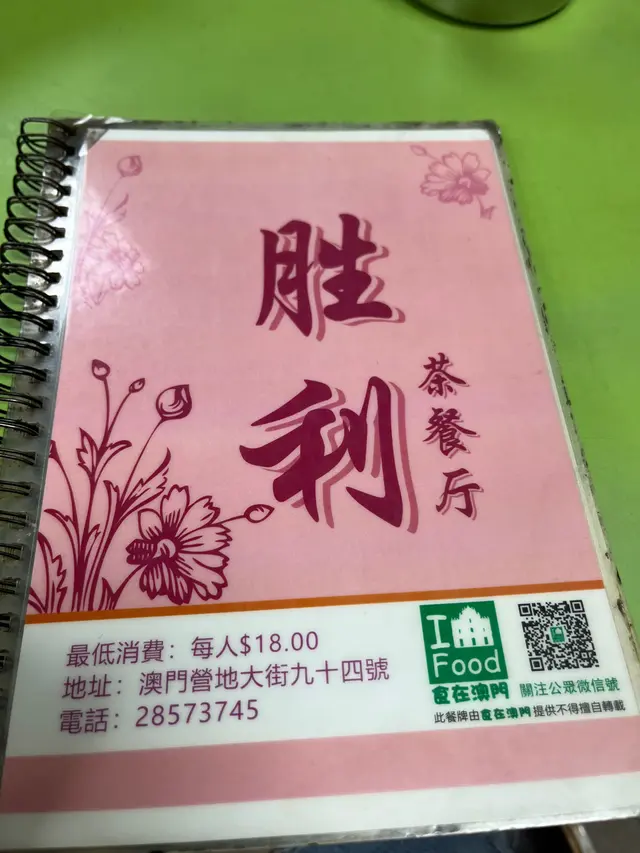 胜利
茶餐厅
最低消費：每人$18.00
地址：澳門營地大街九十四號
電話：28573745
I
Food
食在澳門
關注公眾微信號
此餐牌由食在澳門提供不得擅自轉載